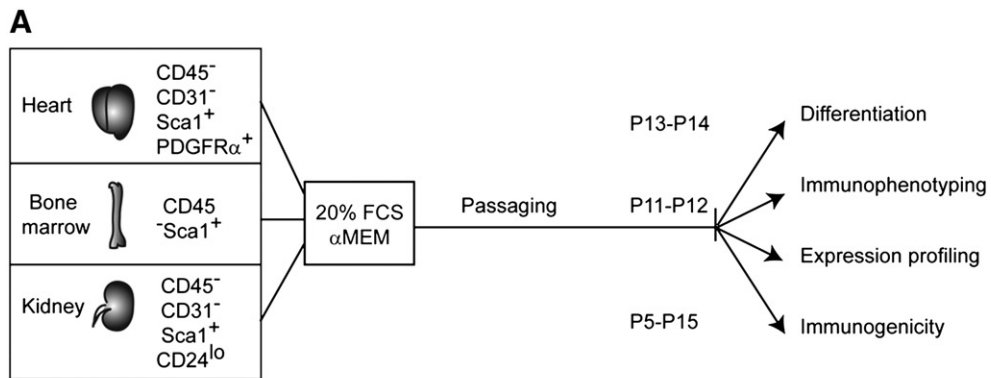 A
Heart
CD45-
CD31-
Sca1+
PDGFRα+
Bone
marrow
CD45
-Sca1+
Kidney
CD45-
CD31-
Sca1+
CD24lo
20% FCS
αMEM
Passaging
P13-P14
P11-P12
P5-P15
Differentiation
Immunophenotyping
Expression profiling
Immunogenicity